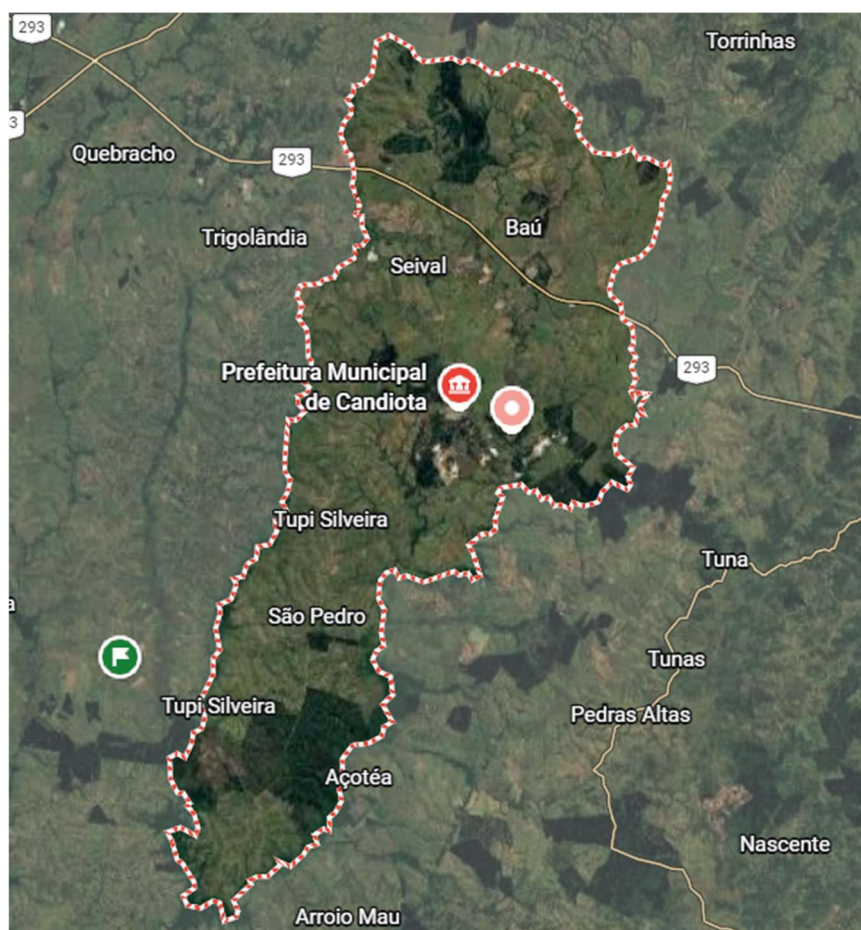 293
Torrinhas
3
Quebracho
293
Baú
Trigolândia
Seival
293
Prefeitura Municipal
de Candiota
Tupi Silveira
Tuna
a
São Pedro
Tunas
Tupi Silveira
Pedras Altas
Açotéa
Nascente
Arroio Mau